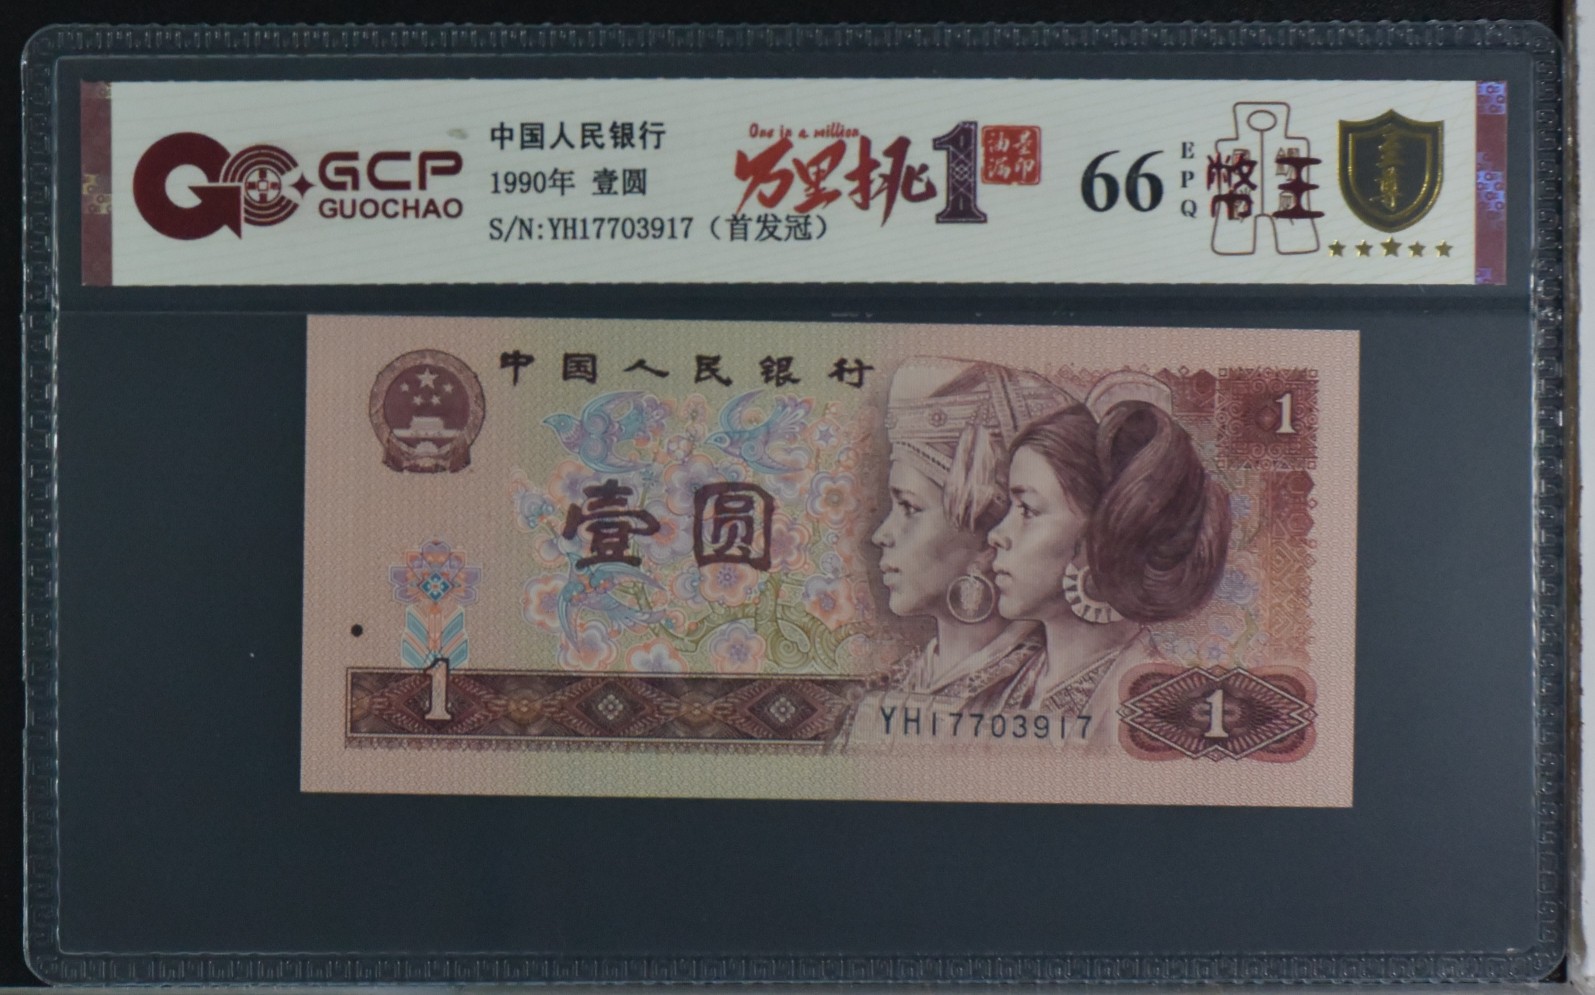 GCP
GUOCHAO
中国人民银行
1990年 壹圆
S/N:YH17703917（首发冠）
One in a million
万里挑1
66
EPQ
币王
至尊
中国人民银行
1
壹圆
1
YH17703917
1